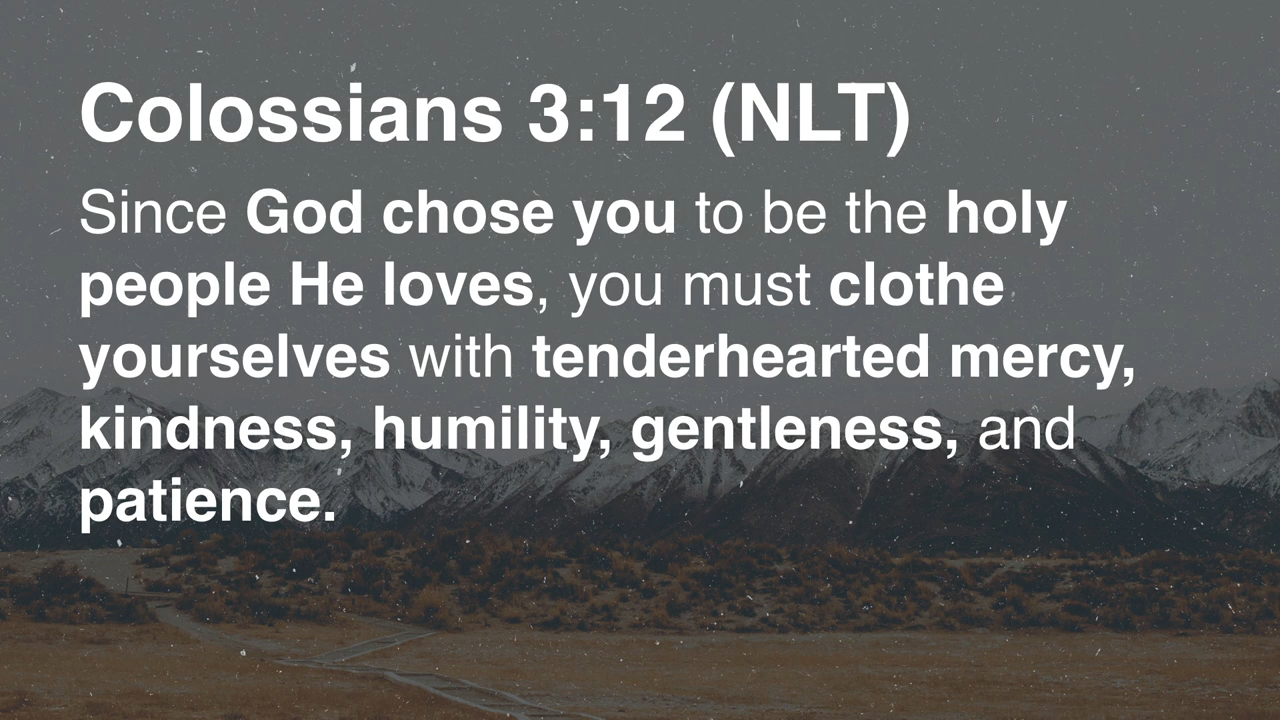 Colossians 3:12 (NLT)
Since God chose you to be the holy
people He loves, you must clothe
yourselves with tenderhearted mercy,
kindness, humility, gentleness, and
patience.